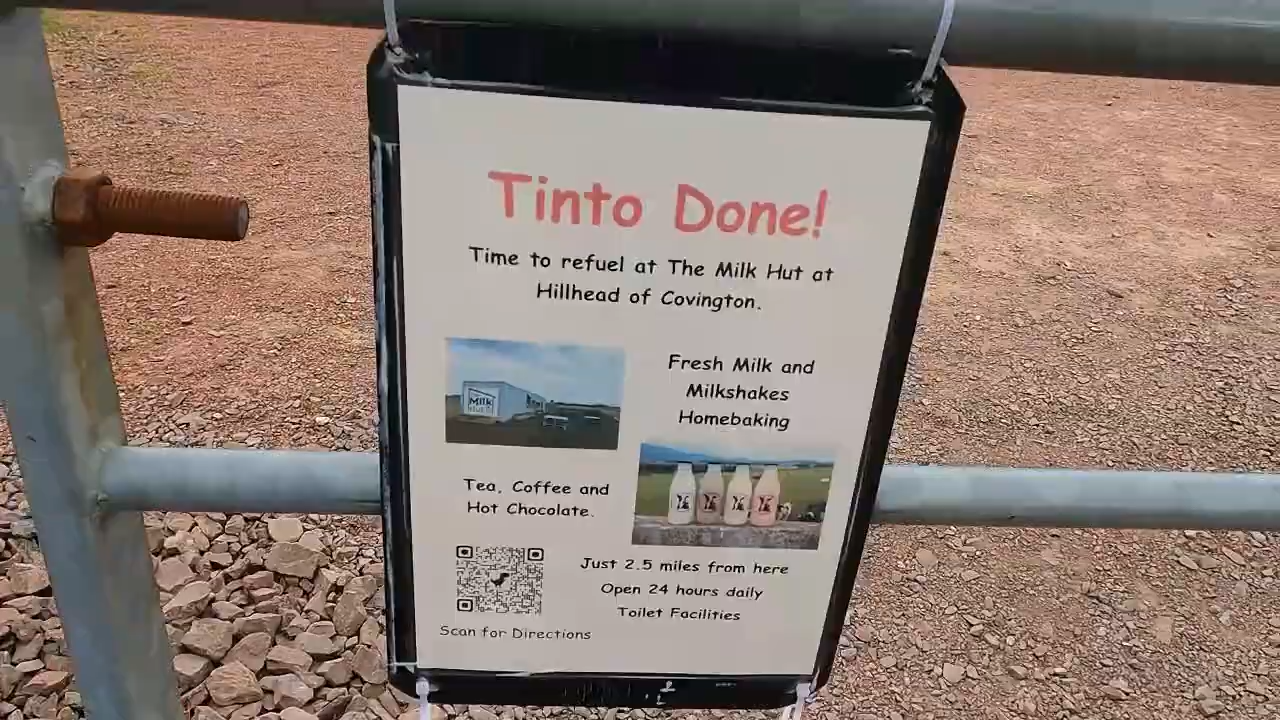 Tinto Done!
Time to refuel at The Milk Hut at
Hillhead of Covington.
Fresh Milk and
Milkshakes
Homebaking
Milk
Hut
Tea, Coffee and
Hot Chocolate.
Just 2.5 miles from here
Open 24 hours daily
Toilet Facilities
Scan for Directions